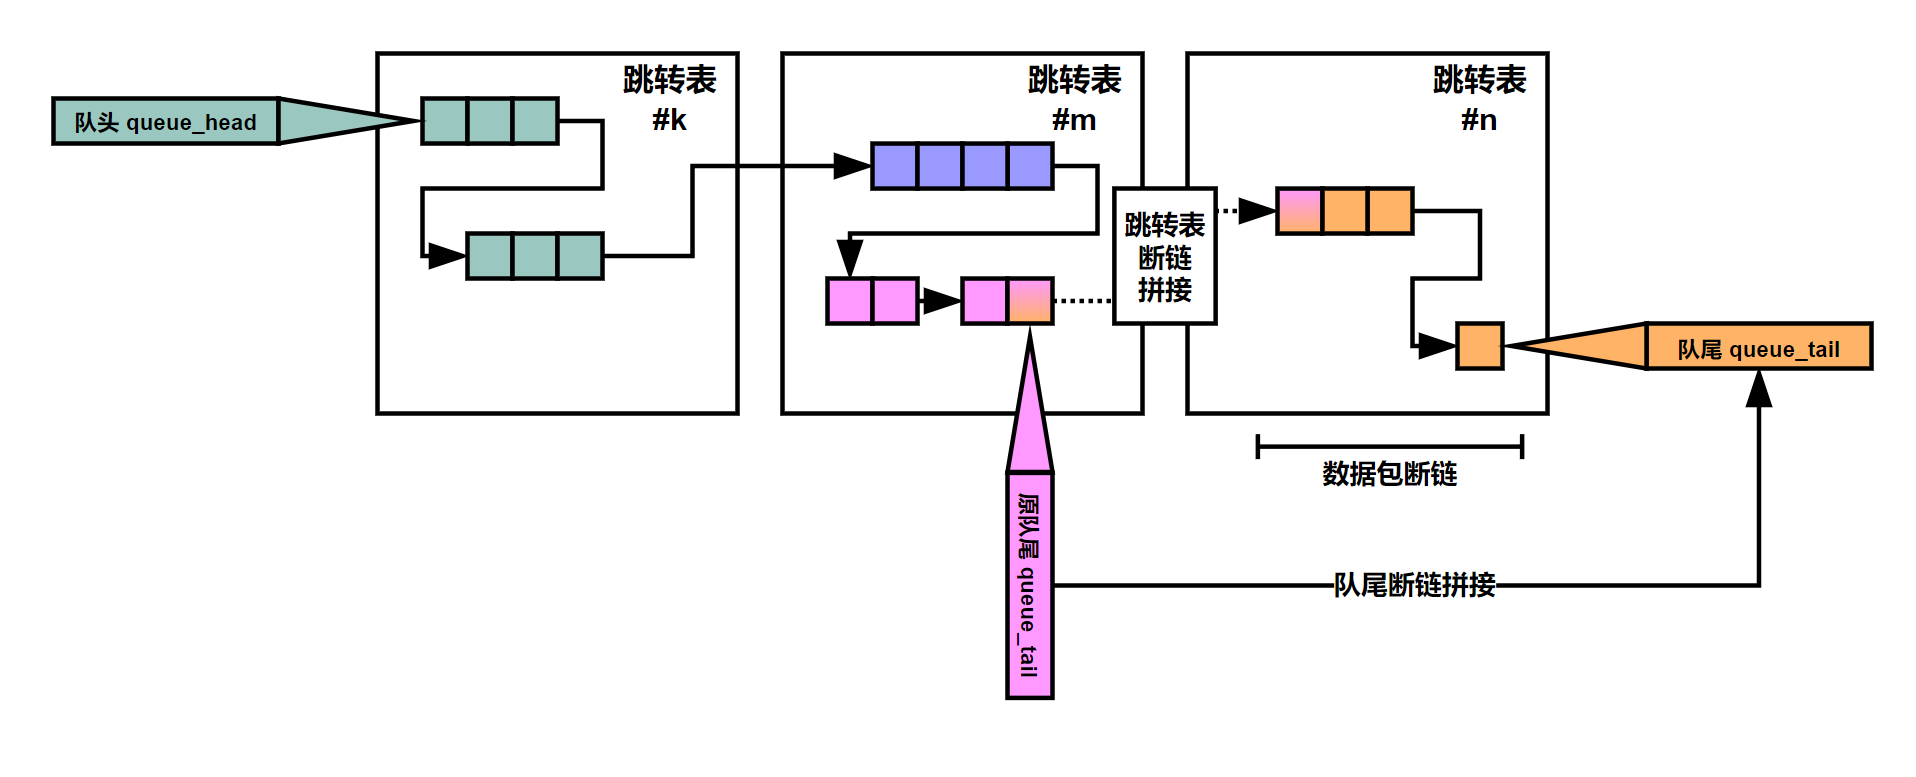 跳转表
#k
跳转表
#m
跳转表
#n
队头 queue_head
跳转表
断链
拼接
队尾 queue_tail
数据包断链
原队尾 queue_tail
队尾断链拼接